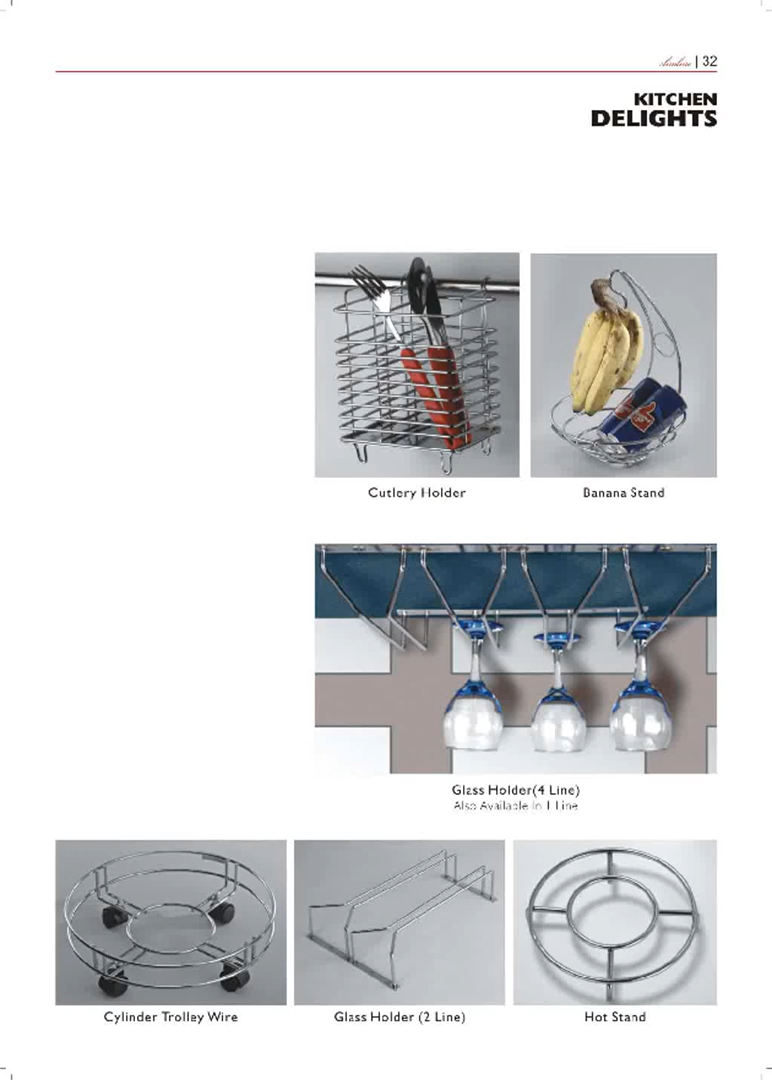 | 32
KITCHEN
DELIGHTS
Cutlery Holder
Banana Stand
Glass Holder(4 Line)
Also Available In 1 Line
Cylinder Trolley Wire
Glass Holder (2 Line)
Hot Stand